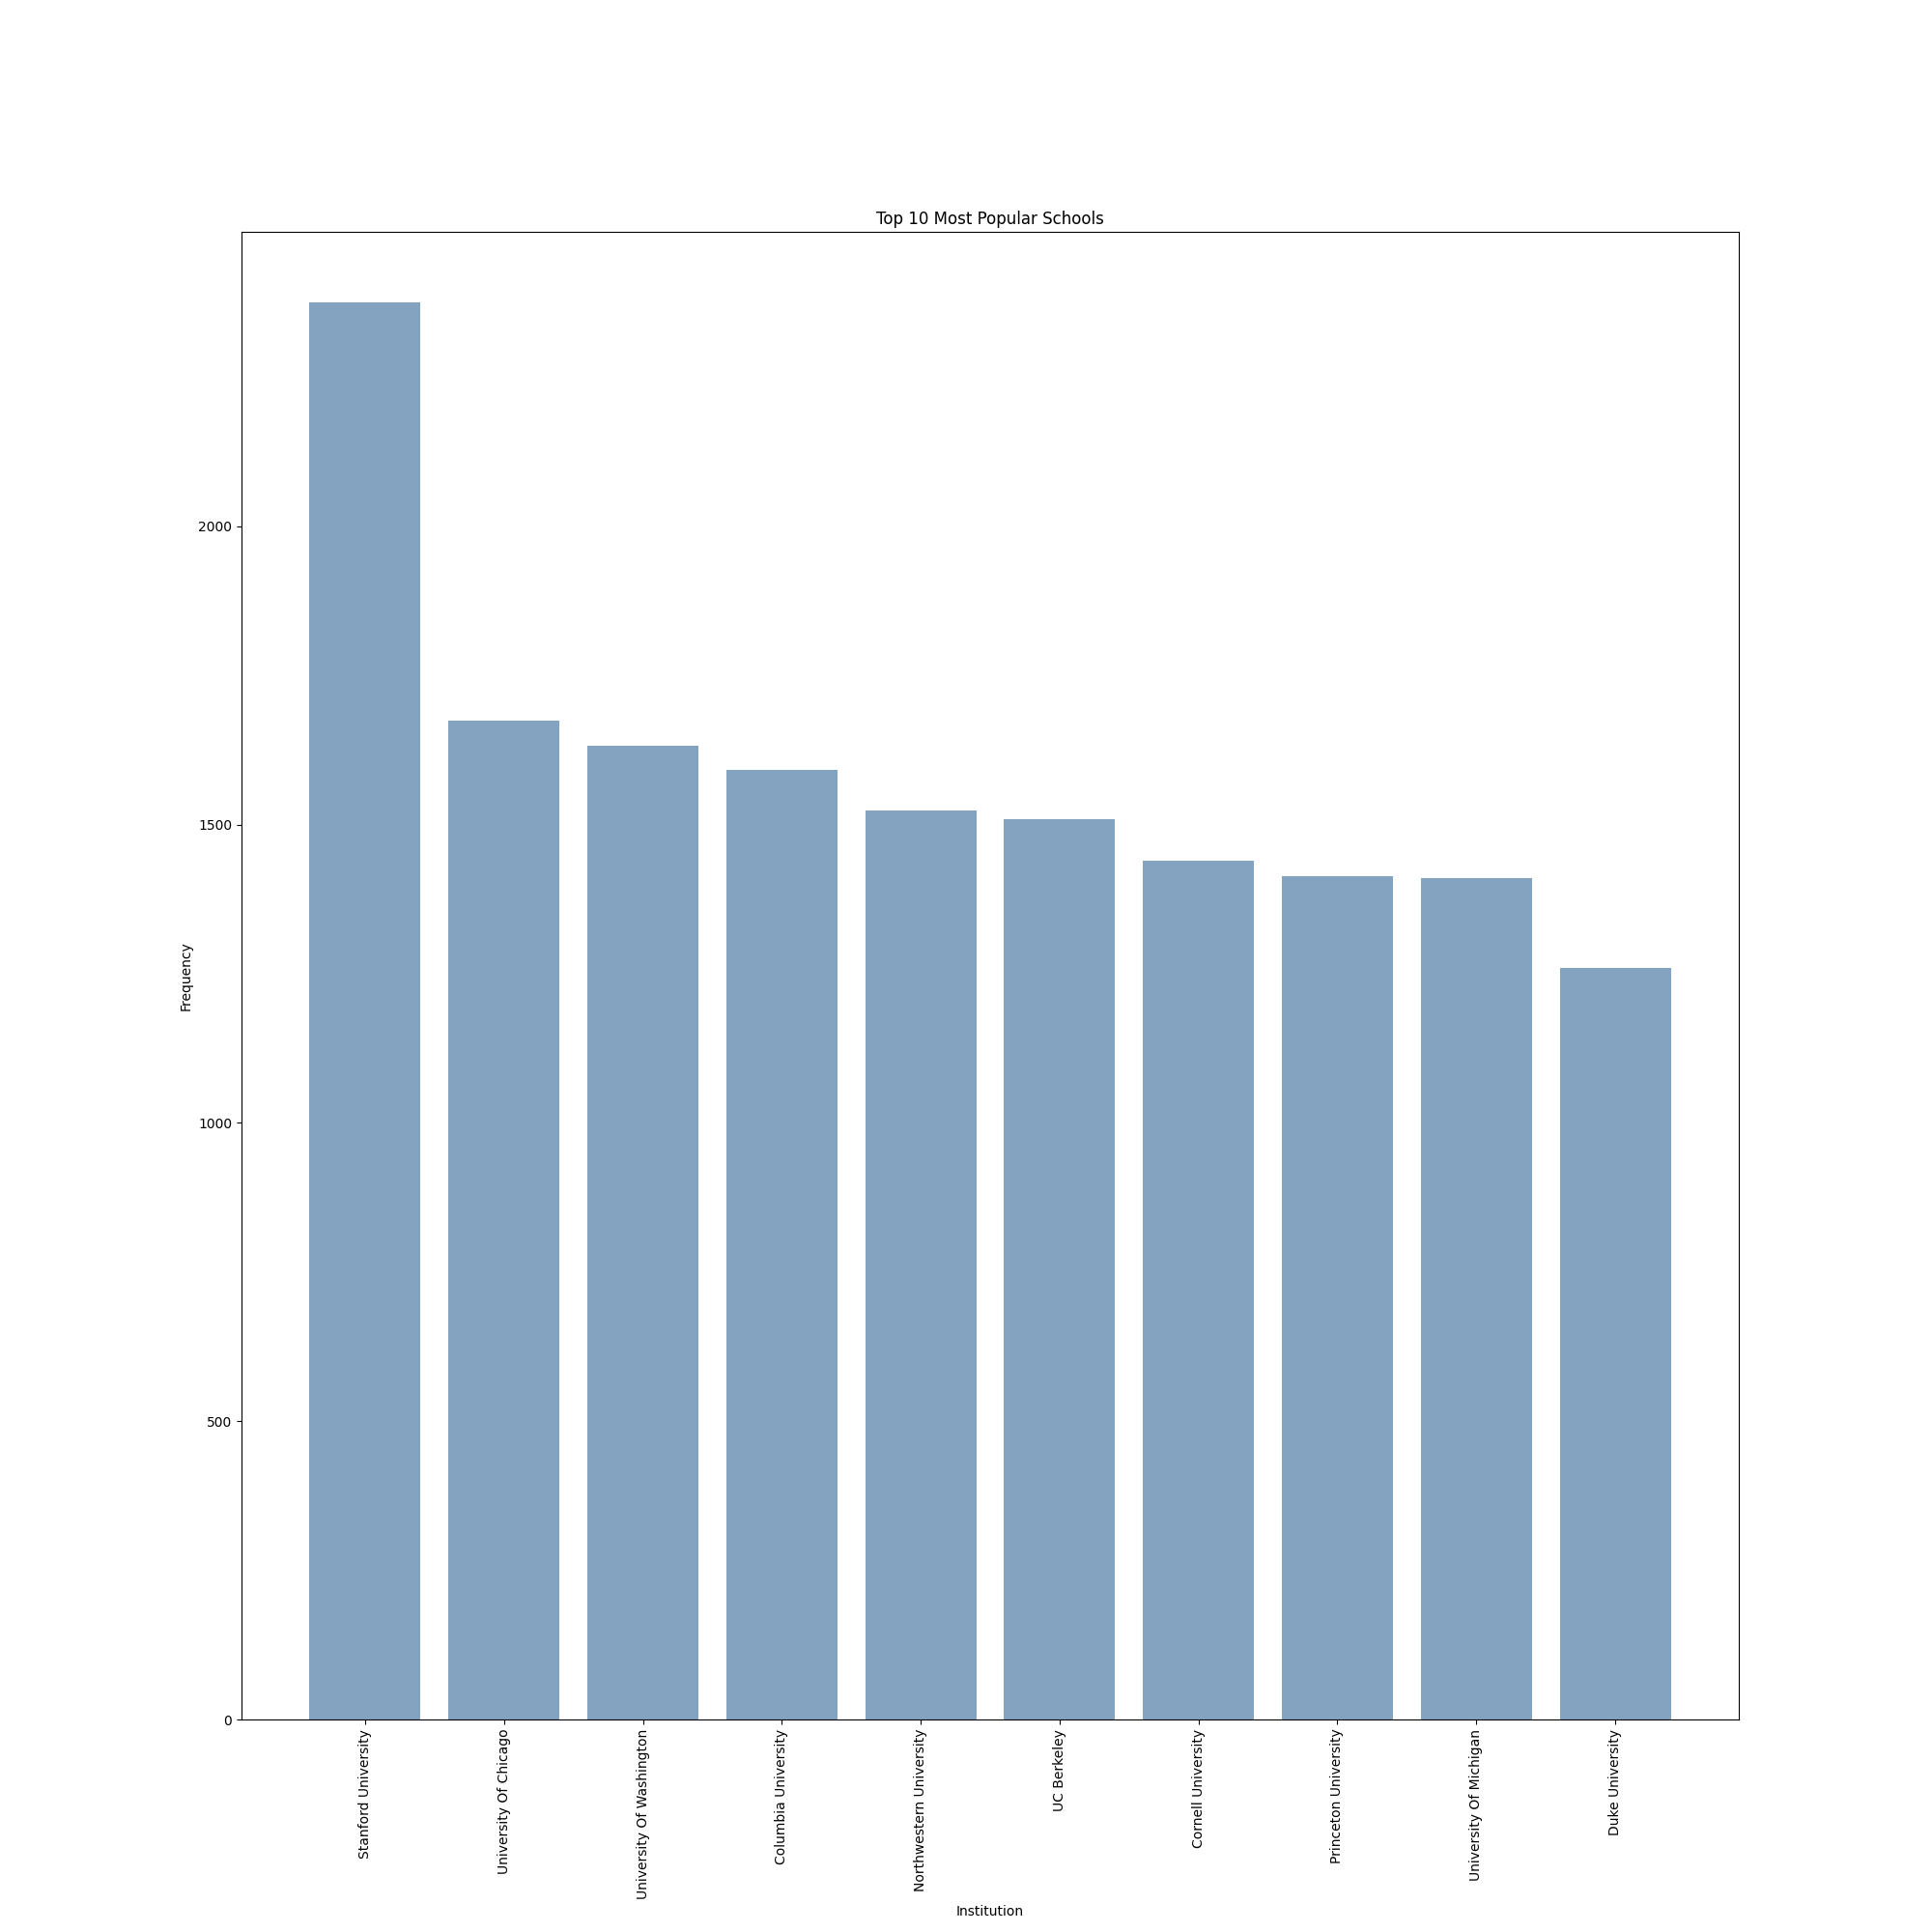 Top 10 Most Popular Schools
2000
1500
1000
500
0
Frequency
Stanford University
University Of Chicago
University Of Washington
Columbia University
Northwestern University
UC Berkeley
Cornell University
Princeton University
University Of Michigan
Duke University
Institution